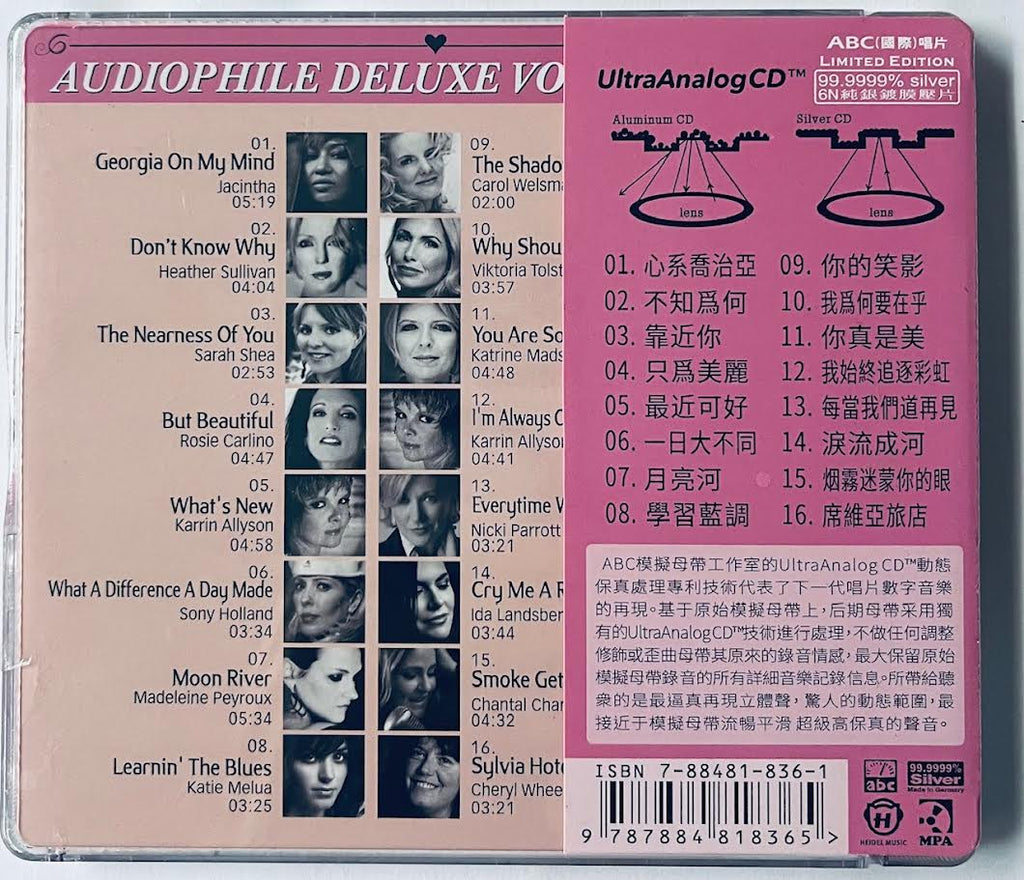 AUDIOPHILE DELUXE VO
01.
Georgia On My Mind
Jacintha
05:19
02.
Don't Know Why
Heather Sullivan
04:04
03.
The Nearness Of You
Sarah Shea
02:53
04.
But Beautiful
Rosie Carlino
04:47
05.
What's New
Karrin Allyson
04:58
06.
What A Difference A Day Made
Sony Holland
03:34
07.
Moon River
Madeleine Peyroux
05:34
08.
Learnin' The Blues
Katie Melua
03:25
09.
The Shado
Carol Welsm
02:00
10.
Why Shou
Viktoria Tolst
03:57
11.
You Are So
Katrine Mads
04:48
12.
I'm Always C
Karrin Allyso
04:41
13.
Everytime W
Nicki Parrott
03:21
14.
Cry Me A R
Ida Landsber
03:44
15.
Smoke Get
Chantal Char
04:32
16.
Sylvia Hote
Cheryl Whee
03:21
ABC(國際)唱片
LIMITED EDITION
UltraAnalogCD™
99.9999% silver
6N純銀鍍膜壓片
Aluminum CD
Silver CD
lens
lens
01. 心系喬治亞
02. 不知爲何
03. 靠近你
04. 只爲美麗
05. 最近可好
06. 一日大不同
07. 月亮河
08. 學習藍調
09. 你的笑影
10. 我爲何要在乎
11. 你真是美
12. 我始終追逐彩虹
13. 每當我們道再見
14. 淚流成河
15. 烟霧迷蒙你的眼
16. 席維亞旅店
ABC模擬母帶工作室的UltraAnalog CD™動態
保真處理專利技術代表了下一代唱片數字音樂
的再現。基于原始模擬母帶上，后期母帶采用獨
有的UltraAnalogCD™技術進行處理，不做任何調整
修飾或歪曲母帶其原來的錄音情感，最大保留原始
模擬母帶錄音的所有詳細音樂記錄信息。所帶給聽
衆的是最逼真再現立體聲，驚人的動態範圍，最
接近于模擬母帶流暢平滑 超級高保真的聲音。
ISBN 7-88481-836-1
9 787884 818365 >
abc
99.9999%
Silver
Made in Germany
H
HEIDEL MUSIC
MPA